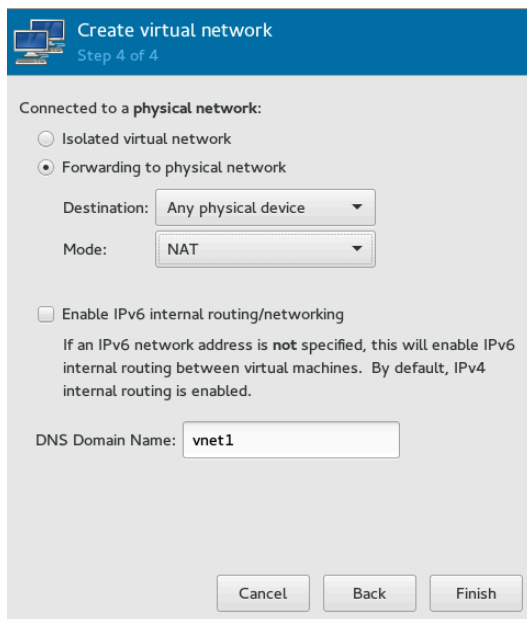 Create virtual network
Step 4 of 4
Connected to a physical network:
Isolated virtual network
Forwarding to physical network
Destination: Any physical device
Mode: NAT
Enable IPv6 internal routing/networking
If an IPv6 network address is not specified, this will enable IPv6
internal routing between virtual machines. By default, IPv4
internal routing is enabled.
DNS Domain Name: vnet1
Cancel Back Finish